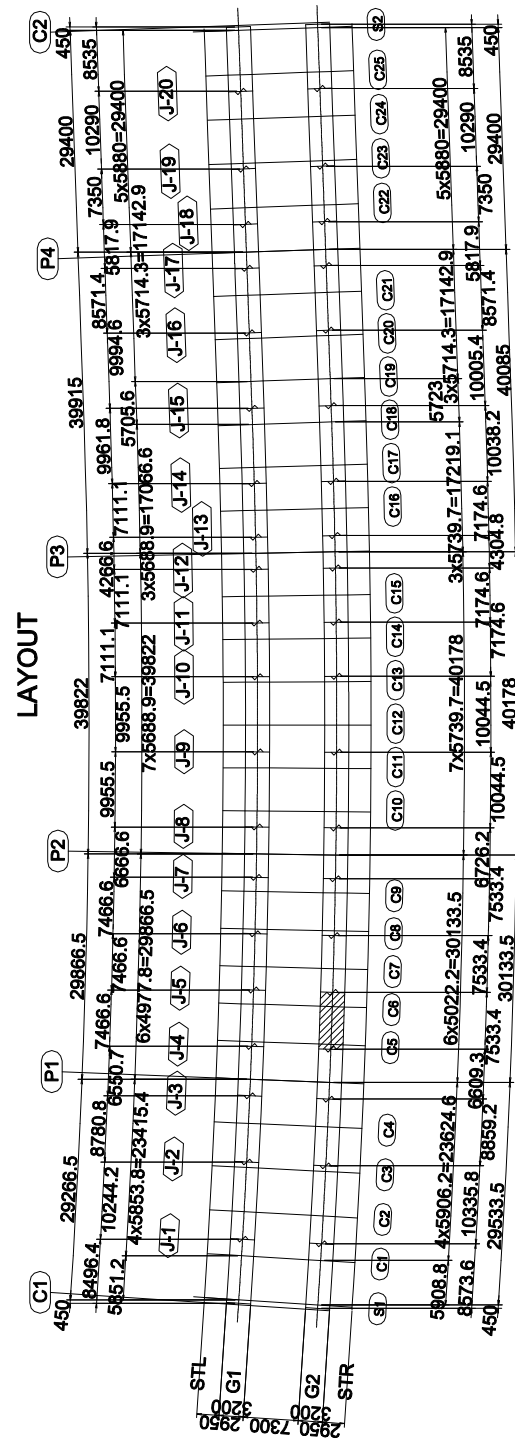 LAYOUT
C1
P1
P2
P3
P4
C2
450
29266.5
29866.5
39822
39915
29400
450
8496.4
10244.2
8780.8
6550.7
7466.6
7466.6
7466.6
6666.6
9955.5
9955.5
7111.1
7111.1
4266.6
7111.1
9961.8
9994.6
8571.4
5817.9
7350
10290
8535
5851.2
4x5853.8=23415.4
6x4977.8=29866.5
7x5688.9=39822
3x5688.9=17066.6
5705.6
3x5714.3=17142.9
5x5880=29400
J-1
J-2
J-3
J-4
J-5
J-6
J-7
J-8
J-9
J-10
J-11
J-12
J-13
J-14
J-15
J-16
J-17
J-18
J-19
J-20
STL
G1
G2
STR
2950
3200
7300
3200
2950
S1
C1
C2
C3
C4
C5
C6
C7
C8
C9
C10
C11
C12
C13
C14
C15
C16
C17
C18
C19
C20
C21
C22
C23
C24
C25
S2
5908.8
4x5906.2=23624.6
6x5022.2=30133.5
7x5739.7=40178
3x5739.7=17219.1
5723
3x5714.3=17142.9
5x5880=29400
8573.6
10335.8
8859.2
6609.3
7533.4
7533.4
7533.4
6726.2
10044.5
10044.5
7174.6
7174.6
4304.8
7174.6
10038.2
10005.4
8571.4
5817.9
7350
10290
8535
450
29533.5
30133.5
40178
40085
29400
450